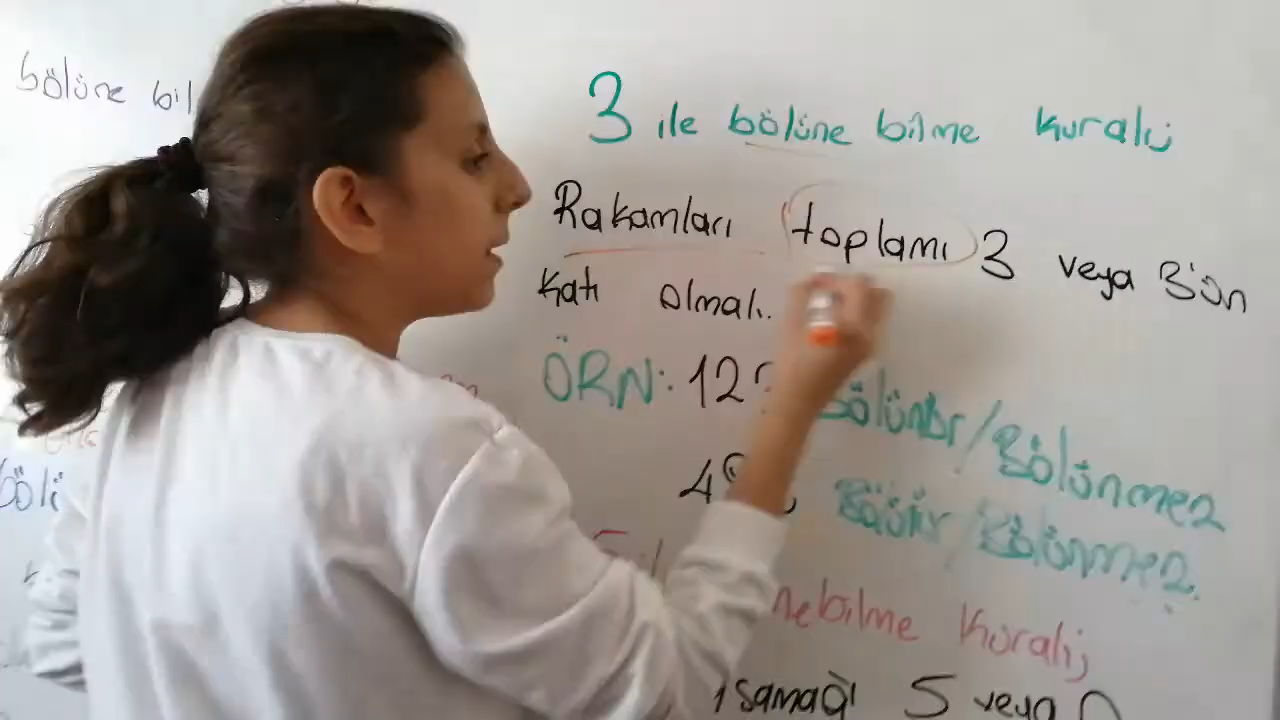 bölüne bil
3 ile bölüne bilme Kuralı;
Rakamları toplamı 3 veya 3'ün
Katı olmalı.
ÖRN: 12 Bölünür/Bölünmez
4 Bölünür/Bölünmez.
nebilme Kuralı;
5 veya